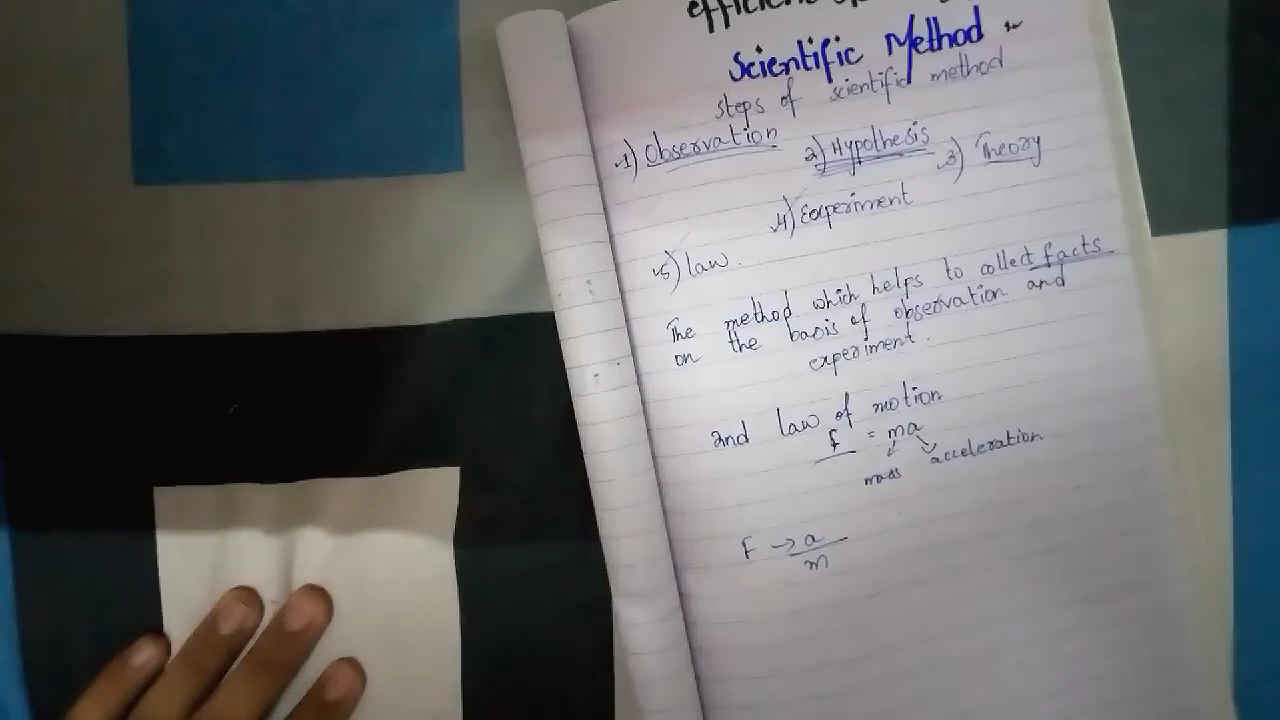 Scientific Method
steps of scientific method
1) Observation 2) Hypothesis 3) Theory
4) Experiment
5) law.
The method which helps to collect facts
on the basis of observation and
experiment.
2nd law of motion
f = ma
mass acceleration
F → a
m